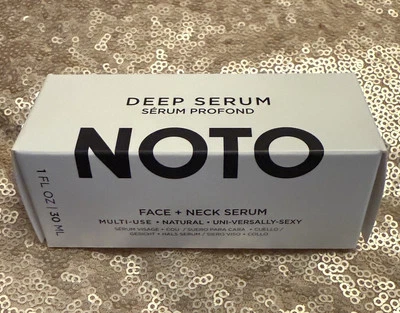 DEEP SERUM
SÉRUM PROFOND
NOTO
FACE + NECK SERUM
MULTI-USE • NATURAL • UNI-VERSALLY-SEXY
SÉRUM VISAGE + COU / SUERO PARA CARA + CUELLO /
GESICHT + HALS SERUM / SIERO VISO + COLLO
1 FL OZ | 30 ML